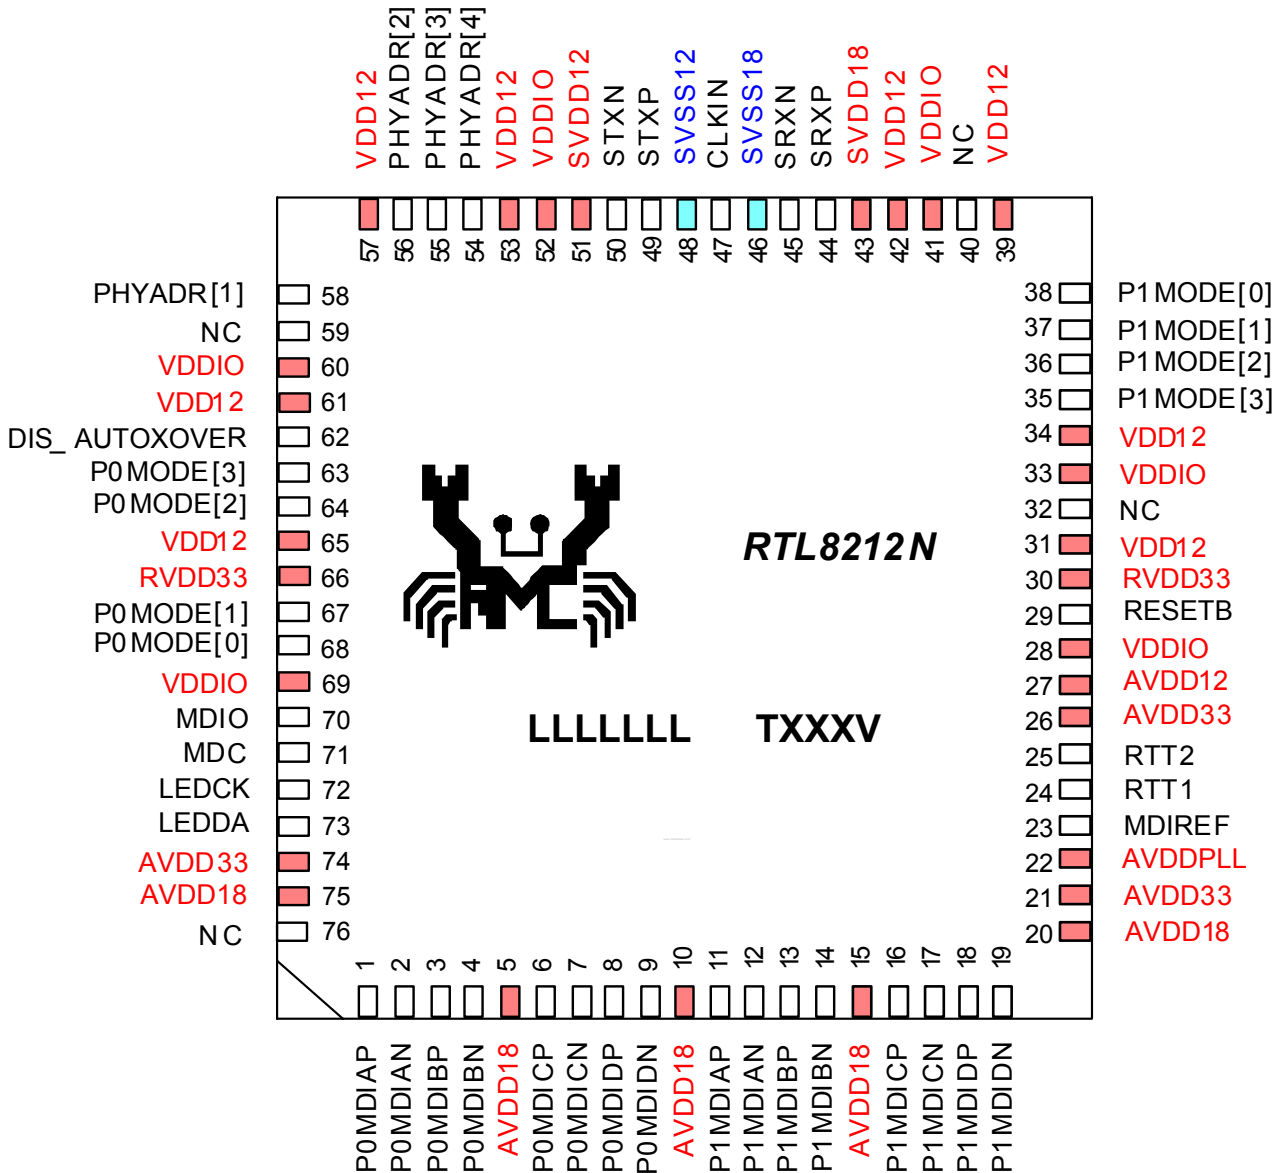 VDD12
PHYADR[2]
PHYADR[3]
PHYADR[4]
VDD12
VDDIO
SVDD12
STXN
STXP
SVSS12
CLKIN
SVSS18
SRXN
SRXP
SVDD18
VDD12
VDDIO
NC
VDD12
57
56
55
54
53
52
51
50
49
48
47
46
45
44
43
42
41
40
39
PHYADR[1] 58
NC 59
VDDIO 60
VDD12 61
DIS_ AUTOXOVER 62
P0MODE[3] 63
P0MODE[2] 64
VDD12 65
RVDD33 66
P0MODE[1] 67
P0MODE[0] 68
VDDIO 69
MDIO 70
MDC 71
LEDCK 72
LEDDA 73
AVDD33 74
AVDD18 75
NC 76
RTL8212N
LLLLLLL TXXXV
38 P1MODE[0]
37 P1MODE[1]
36 P1MODE[2]
35 P1MODE[3]
34 VDD12
33 VDDIO
32 NC
31 VDD12
30 RVDD33
29 RESETB
28 VDDIO
27 AVDD12
26 AVDD33
25 RTT2
24 RTT1
23 MDIREF
22 AVDDPLL
21 AVDD33
20 AVDD18
1
2
3
4
5
6
7
8
9
10
11
12
13
14
15
16
17
18
19
P0MDIAP
P0MDIAN
P0MDIBP
P0MDIBN
AVDD18
P0MDICP
P0MDICN
P0MDIDP
P0MDIDN
AVDD18
P1MDIAP
P1MDIAN
P1MDIBP
P1MDIBN
AVDD18
P1MDICP
P1MDICN
P1MDIDP
P1MDIDN